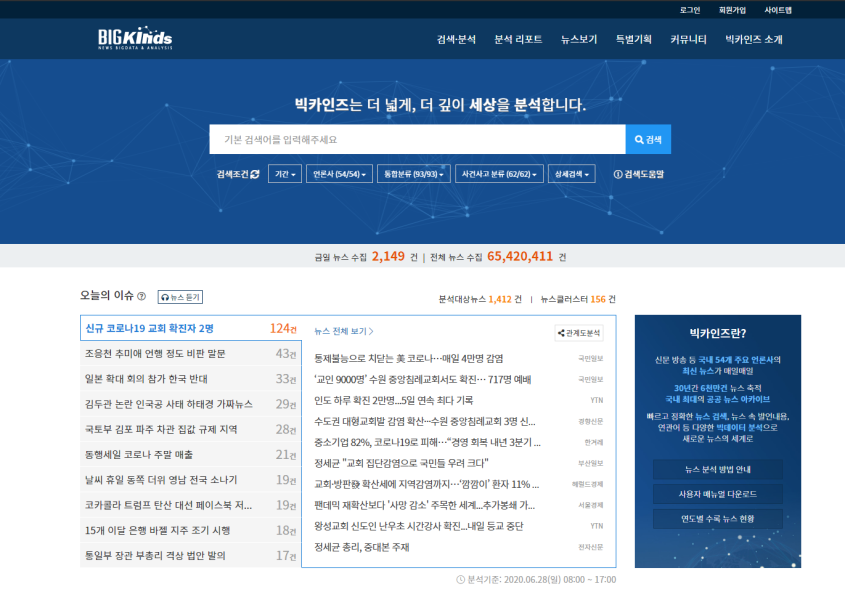 로그인 회원가입 사이트맵
BIGKinds
NEWS BIGDATA & ANALYSIS
검색·분석 분석 리포트 뉴스보기 특별기획 커뮤니티 빅카인즈 소개
빅카인즈는 더 넓게, 더 깊이 세상을 분석합니다.
기본 검색어를 입력해주세요 검색
검색조건 기간 언론사 (54/54) 통합분류 (93/93) 사건사고 분류 (62/62) 상세검색 검색도움말
금일 뉴스 수집 2,149 건 | 전체 뉴스 수집 65,420,411 건
오늘의 이슈 뉴스 듣기
분석대상뉴스 1,412 건 | 뉴스클러스터 156 건
신규 코로나19 교회 확진자 2명 124건
조응천 추미애 언행 정도 비판 말문 43건
일본 확대 회의 참가 한국 반대 33건
김두관 논란 인국공 사태 하태경 가짜뉴스 29건
국토부 김포 파주 차관 집값 규제 지역 28건
동행세일 코로나 주말 매출 21건
날씨 휴일 동쪽 더위 영남 전국 소나기 19건
코카콜라 트럼프 탄산 대선 페이스북 저... 19건
15개 이달 은행 바젤 지주 조기 시행 18건
통일부 장관 부총리 격상 법안 발의 17건
뉴스 전체 보기 관계도분석
통제불능으로 치닫는 美 코로나…매일 4만명 감염 국민일보
‘교인 9000명’ 수원 중앙침례교회서도 확진… 717명 예배 국민일보
인도 하루 확진 2만명...5일 연속 최다 기록 YTN
수도권 대형교회발 감염 확산…수원 중앙침례교회 3명 신... 경향신문
중소기업 82%, 코로나19로 피해…“경영 회복 내년 3분기 ... 한겨레
정세균 "교회 집단감염으로 국민들 우려 크다" 부산일보
교회·방판發 확산세에 지역감염까지…‘깜깜이’ 환자 11% ... 헤럴드경제
팬데믹 재확산보다 '사망 감소' 주목한 세계...추가봉쇄 가... 서울경제
왕성교회 신도인 난우초 시간강사 확진...내일 등교 중단 YTN
정세균 총리, 중대본 주재 전자신문
분석기준: 2020.06.28(일) 08:00 ~ 17:00
빅카인즈란?
신문 방송 등 국내 54개 주요 언론사의
최신 뉴스가 매일매일
30년간 6천만건 뉴스 축적
국내 최대의 공공 뉴스 아카이브
빠르고 정확한 뉴스 검색, 뉴스 속 발언내용,
연관어 등 다양한 빅데이터 분석으로
새로운 뉴스의 세계로
뉴스 분석 방법 안내
사용자 매뉴얼 다운로드
연도별 수록 뉴스 현황